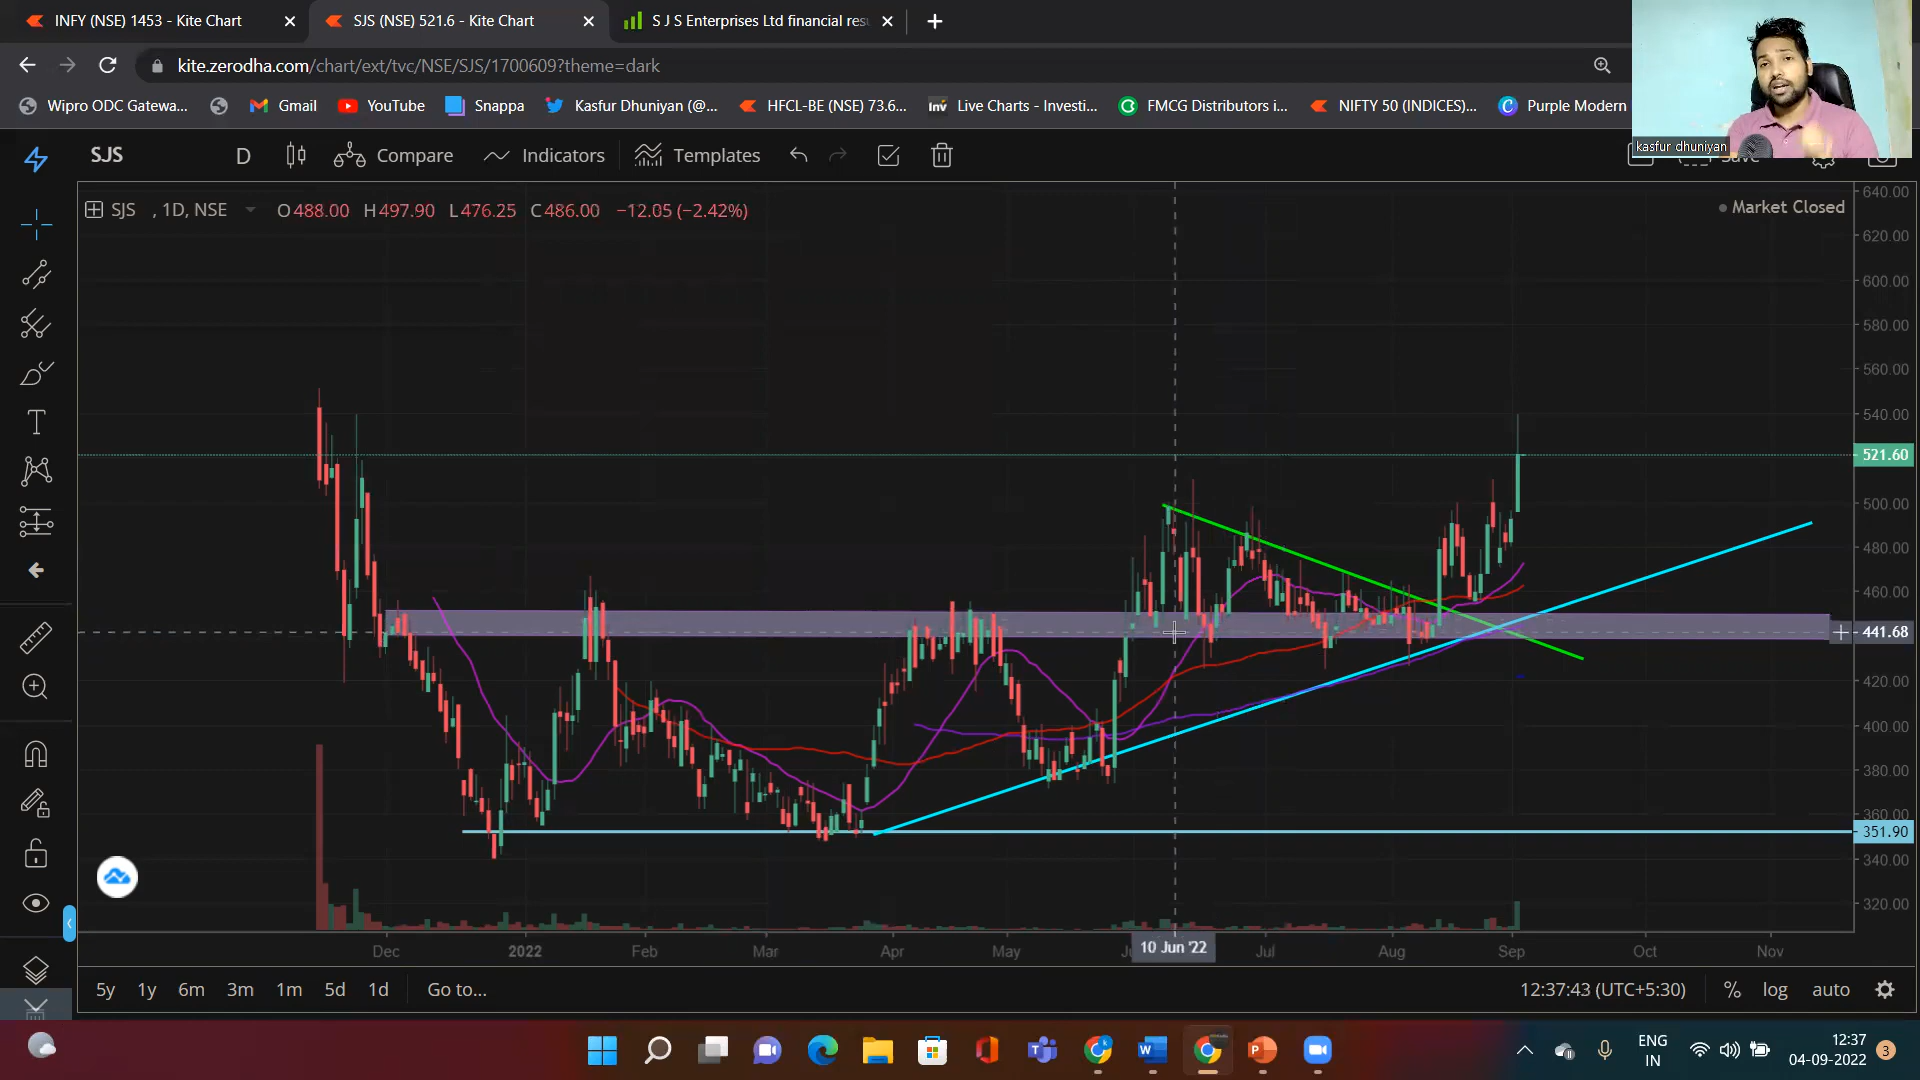 INFY (NSE) 1453 - Kite Chart
SJS (NSE) 521.6 - Kite Chart
S J S Enterprises Ltd financial res
kite.zerodha.com/chart/ext/tvc/NSE/SJS/1700609?theme=dark
Wipro ODC Gatewa...
Gmail
YouTube
Snappa
Kasfur Dhuniyan (@...
HFCL-BE (NSE) 73.6...
Live Charts - Investi...
FMCG Distributors i...
NIFTY 50 (INDICES)...
Purple Modern
kasfur dhuniyan
SJS
D
Compare
Indicators
Templates
Save
SJS , 1D, NSE O488.00 H497.90 L476.25 C486.00 −12.05 (−2.42%)
Market Closed
640.00
620.00
600.00
580.00
560.00
540.00
521.60
500.00
480.00
460.00
441.68
420.00
400.00
380.00
360.00
351.90
340.00
320.00
Dec 2022 Feb Mar Apr May 10 Jun '22 Jul Aug Sep Oct Nov
5y 1y 6m 3m 1m 5d 1d Go to...
12:37:43 (UTC+5:30) % log auto
ENG
IN
12:37
04-09-2022
3